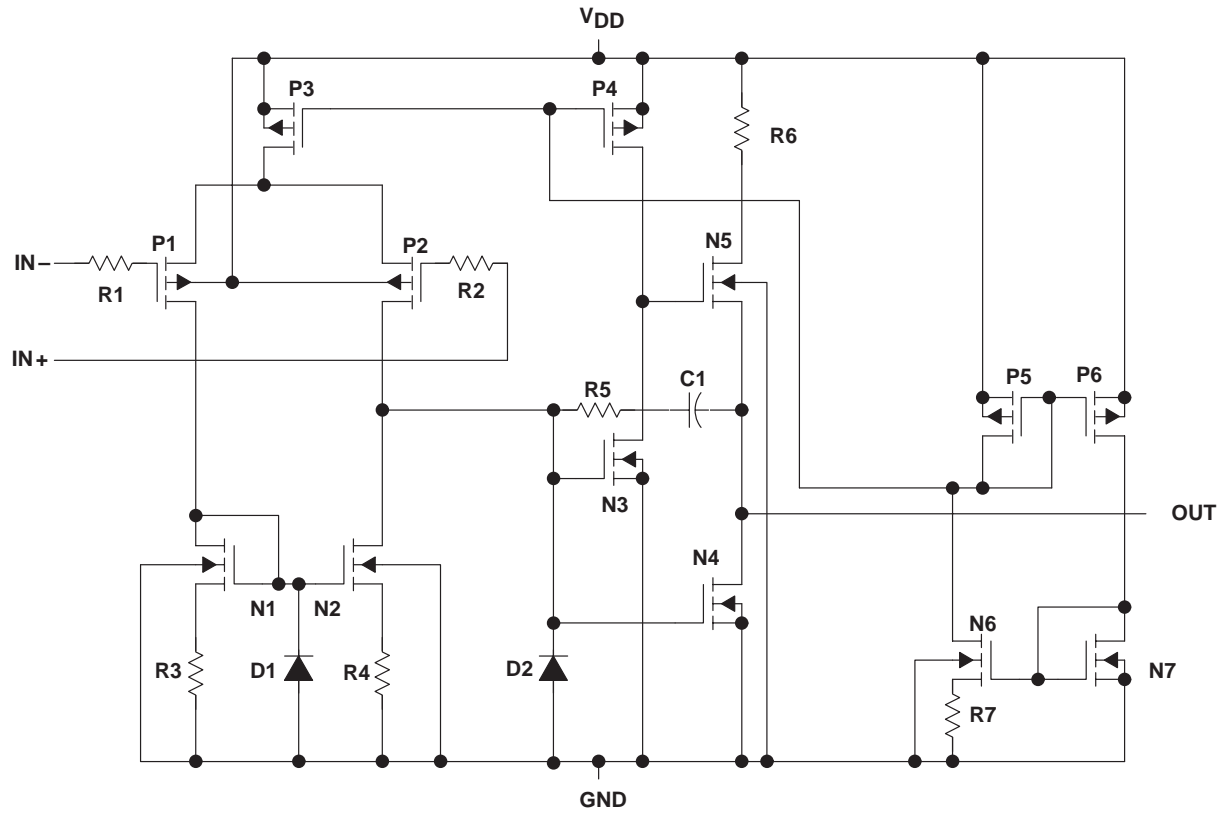 VDD
P3
P4
R6
P1
P2
N5
IN−
R1
R2
IN+
P5
P6
R5
C1
N3
OUT
N4
N1
N2
N6
R3
D1
R4
D2
N7
R7
GND